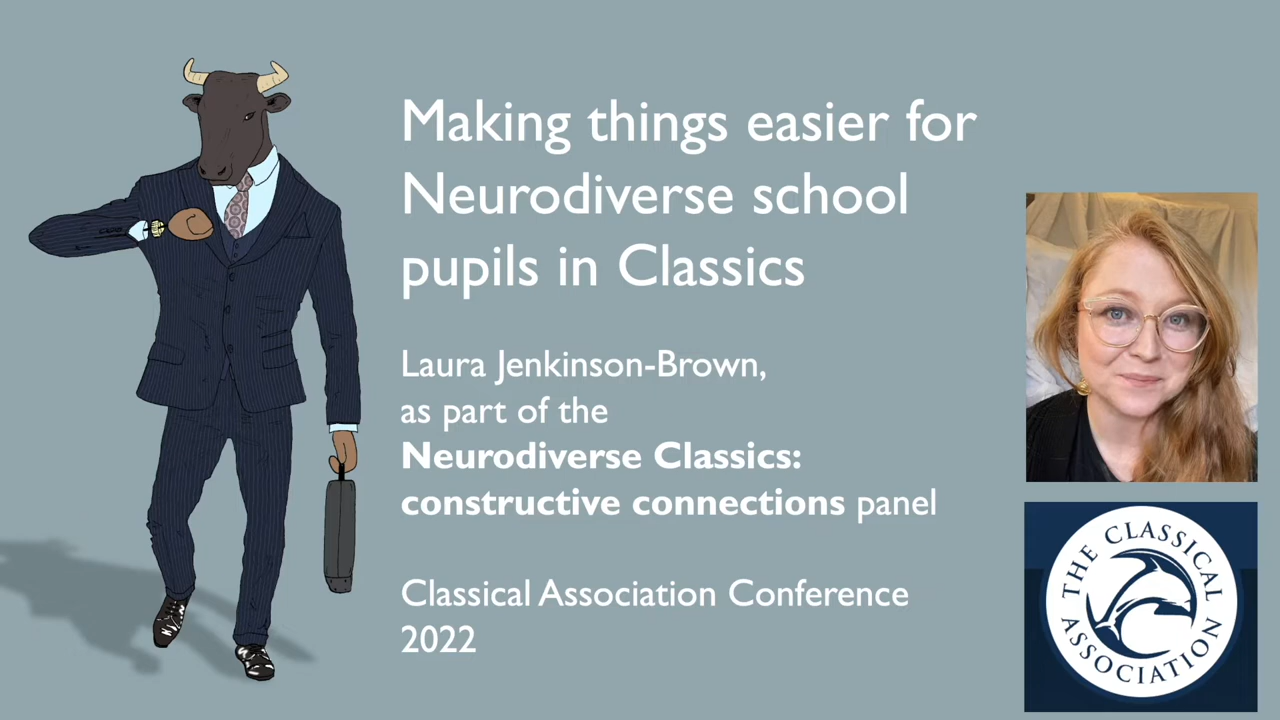 Making things easier for
Neurodiverse school
pupils in Classics
Laura Jenkinson-Brown,
as part of the
Neurodiverse Classics:
constructive connections panel
Classical Association Conference
2022
THE CLASSICAL
ASSOCIATION